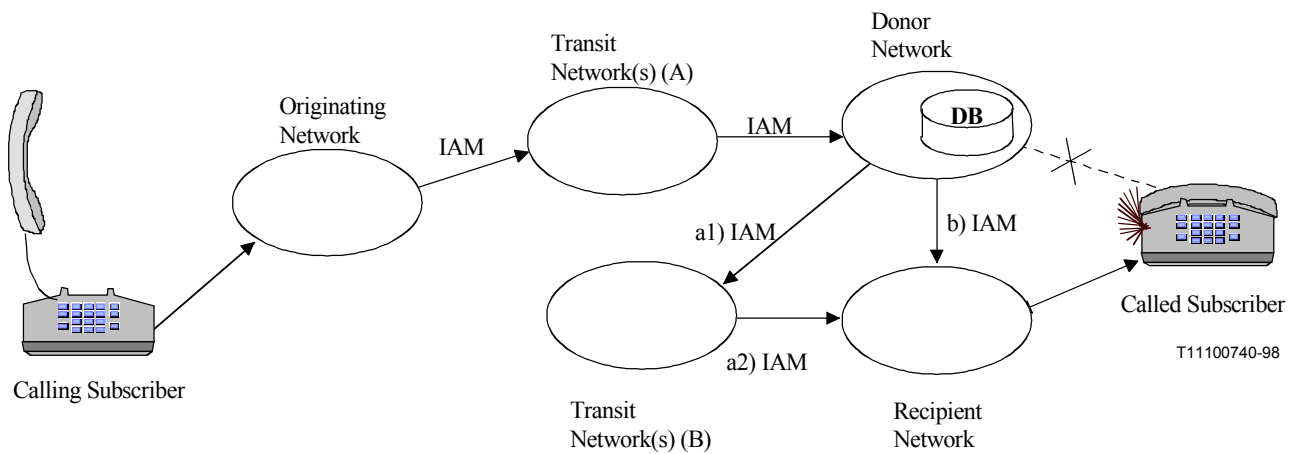 Donor
Network
Transit
Network(s) (A)
DB
Originating
Network
IAM
IAM
a1) IAM
b) IAM
Called Subscriber
T11100740-98
a2) IAM
Calling Subscriber
Transit
Network(s) (B)
Recipient
Network